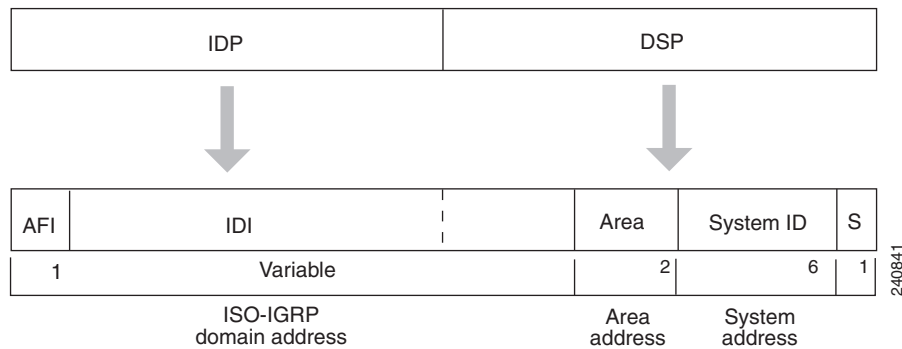 IDP DSP
AFI IDI Area System ID S
1 Variable 2 6 1
ISO-IGRP
domain address
Area
address
System
address
240841